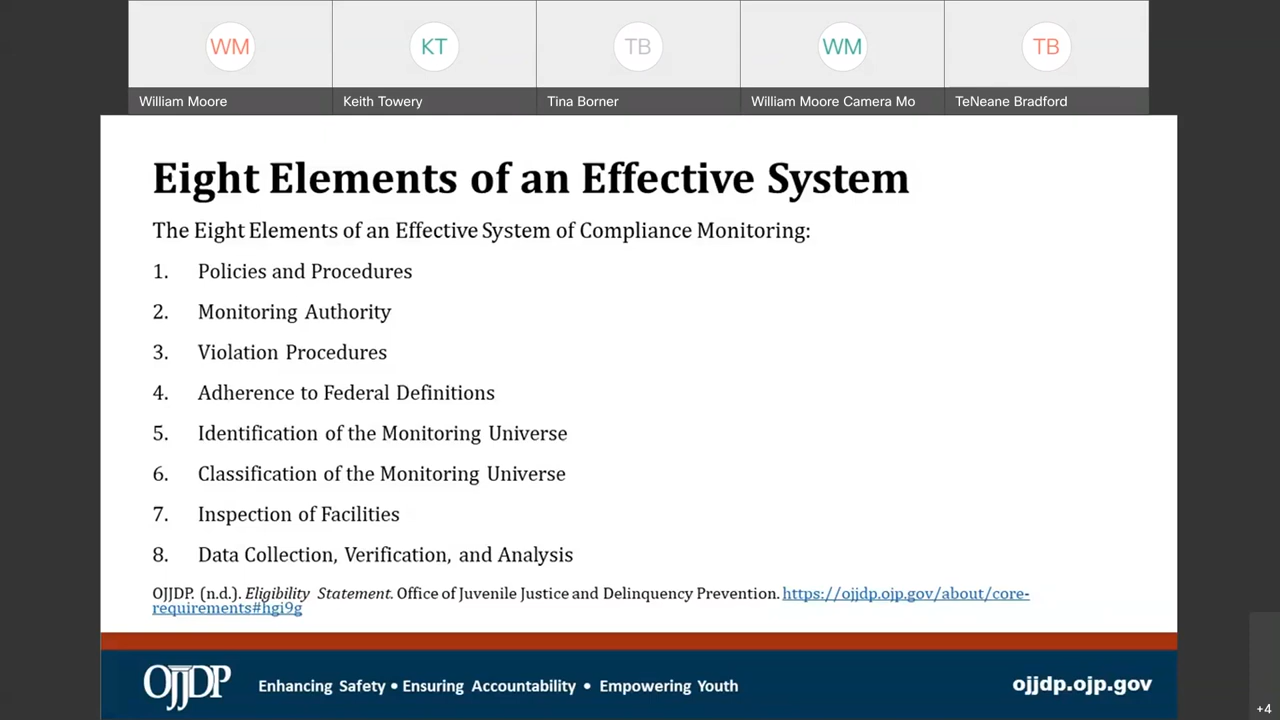 WM
KT
TB
WM
TB
William Moore
Keith Towery
Tina Borner
William Moore Camera Mo
TeNeane Bradford
Eight Elements of an Effective System
The Eight Elements of an Effective System of Compliance Monitoring:
1. Policies and Procedures
2. Monitoring Authority
3. Violation Procedures
4. Adherence to Federal Definitions
5. Identification of the Monitoring Universe
6. Classification of the Monitoring Universe
7. Inspection of Facilities
8. Data Collection, Verification, and Analysis
OJJDP. (n.d.). Eligibility Statement. Office of Juvenile Justice and Delinquency Prevention. https://ojjdp.ojp.gov/about/core-
requirements#hgi9g
OJJDP
Enhancing Safety • Ensuring Accountability • Empowering Youth
ojjdp.ojp.gov
+4